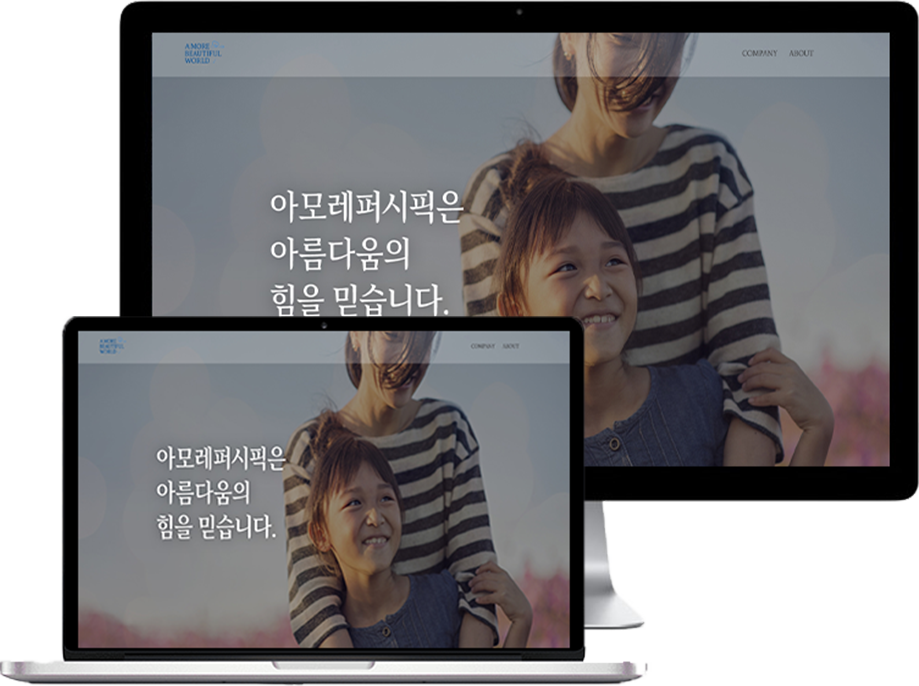 A MORE
BEAUTIFUL
WORLD
COMPANY ABOUT
아모레퍼시픽은
아름다움의
힘을 믿습니다.
A MORE
BEAUTIFUL
WORLD
COMPANY ABOUT
아모레퍼시픽은
아름다움의
힘을 믿습니다.